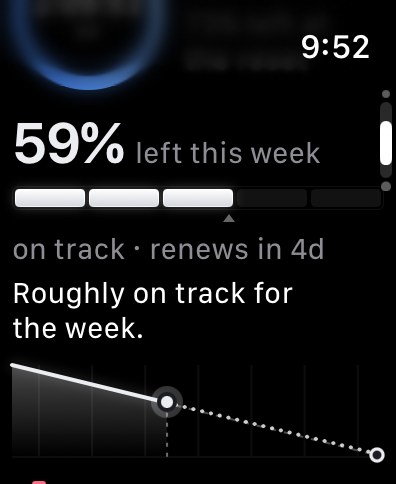 9:52
59% left this week
on track · renews in 4d
Roughly on track for
the week.